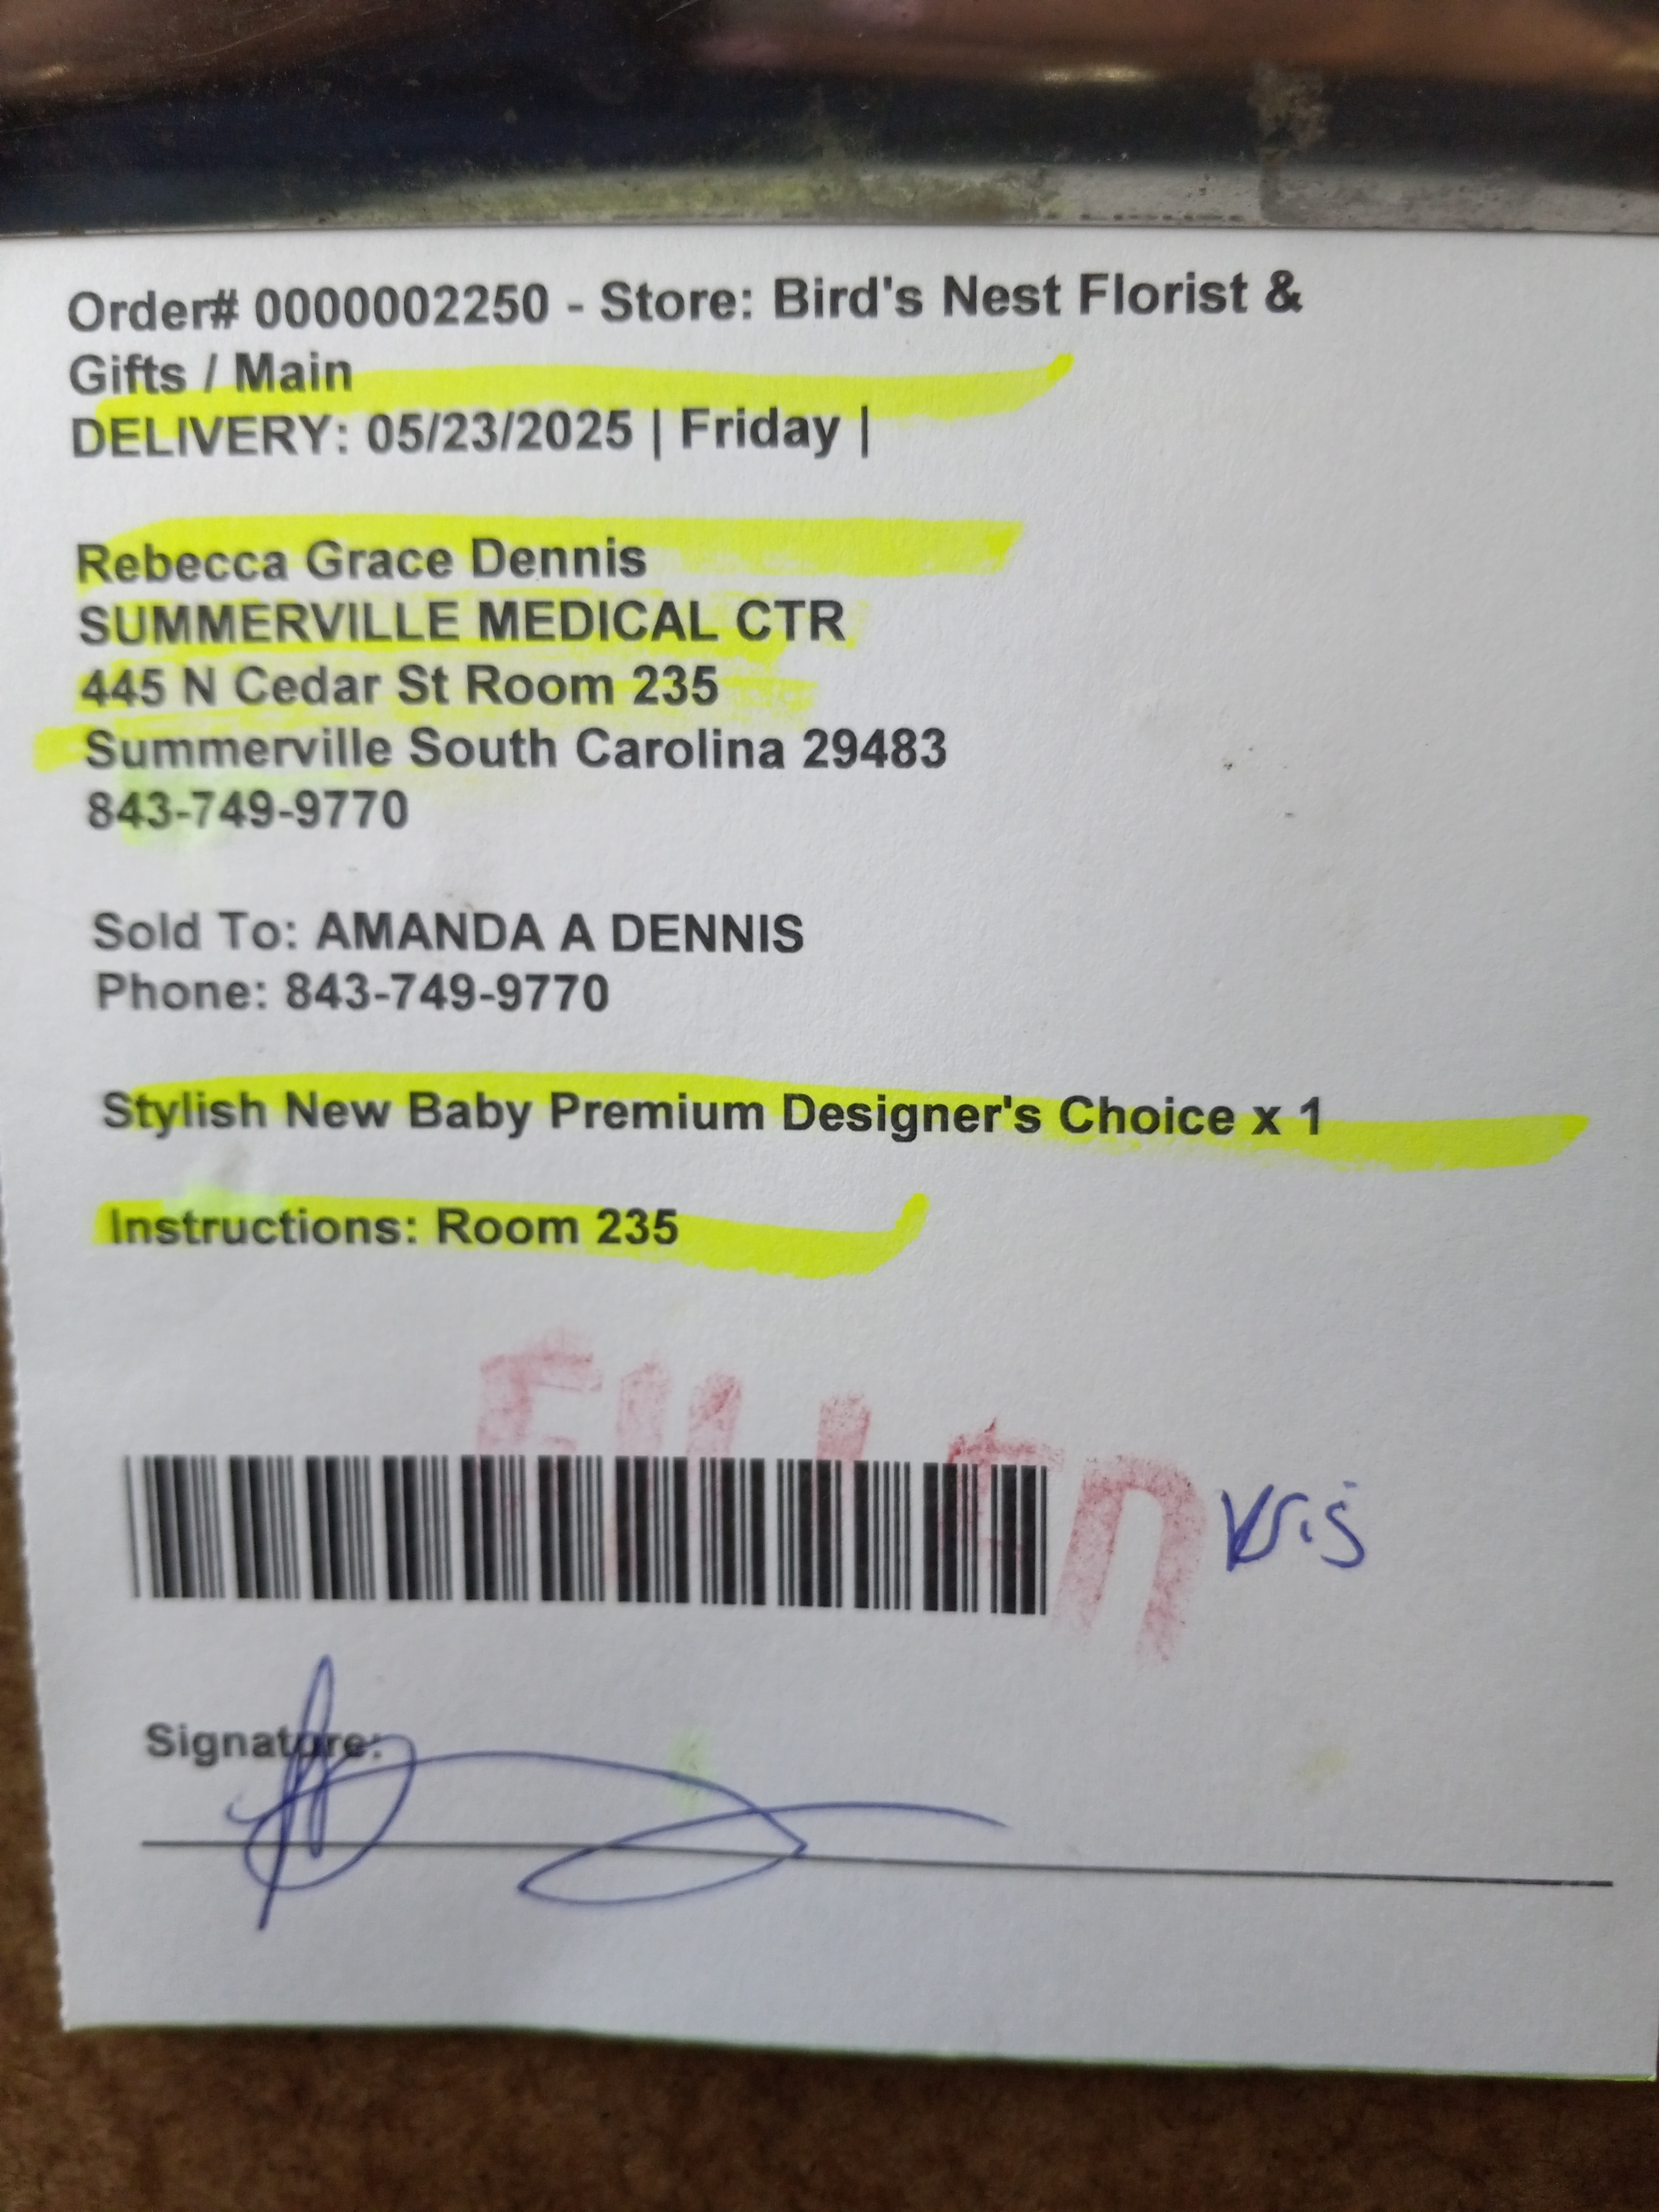 Order# 0000002250 - Store: Bird's Nest Florist &
Gifts / Main
DELIVERY: 05/23/2025 | Friday |
Rebecca Grace Dennis
SUMMERVILLE MEDICAL CTR
445 N Cedar St Room 235
Summerville South Carolina 29483
843-749-9770
Sold To: AMANDA A DENNIS
Phone: 843-749-9770
Stylish New Baby Premium Designer's Choice x 1
Instructions: Room 235
FILLED
Signature: